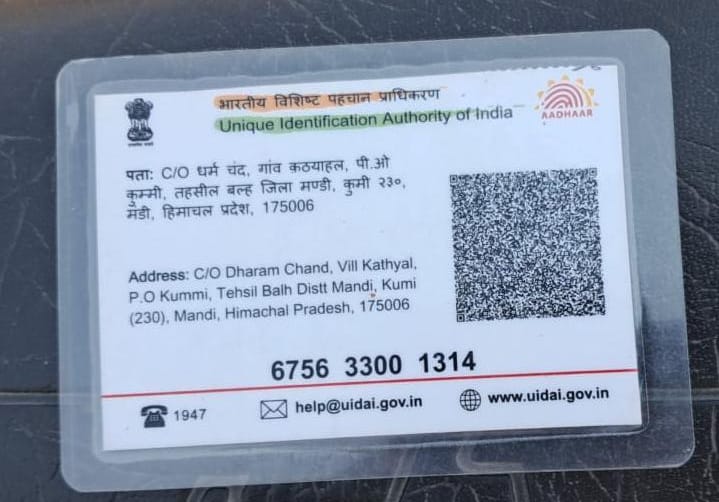 भारतीय विशिष्ट पहचान प्राधिकरण
Unique Identification Authority of India
AADHAAR
पता: C/O धर्म चंद, गांव कठयाहल, पी.ओ
कुम्मी, तहसील बल्ह जिला मण्डी, कुमी २३०,
मंडी, हिमाचल प्रदेश, 175006
Address: C/O Dharam Chand, Vill Kathyal,
P.O Kummi, Tehsil Balh Distt Mandi, Kumi
(230), Mandi, Himachal Pradesh, 175006
6756 3300 1314
1947
help@uidai.gov.in
www.uidai.gov.in